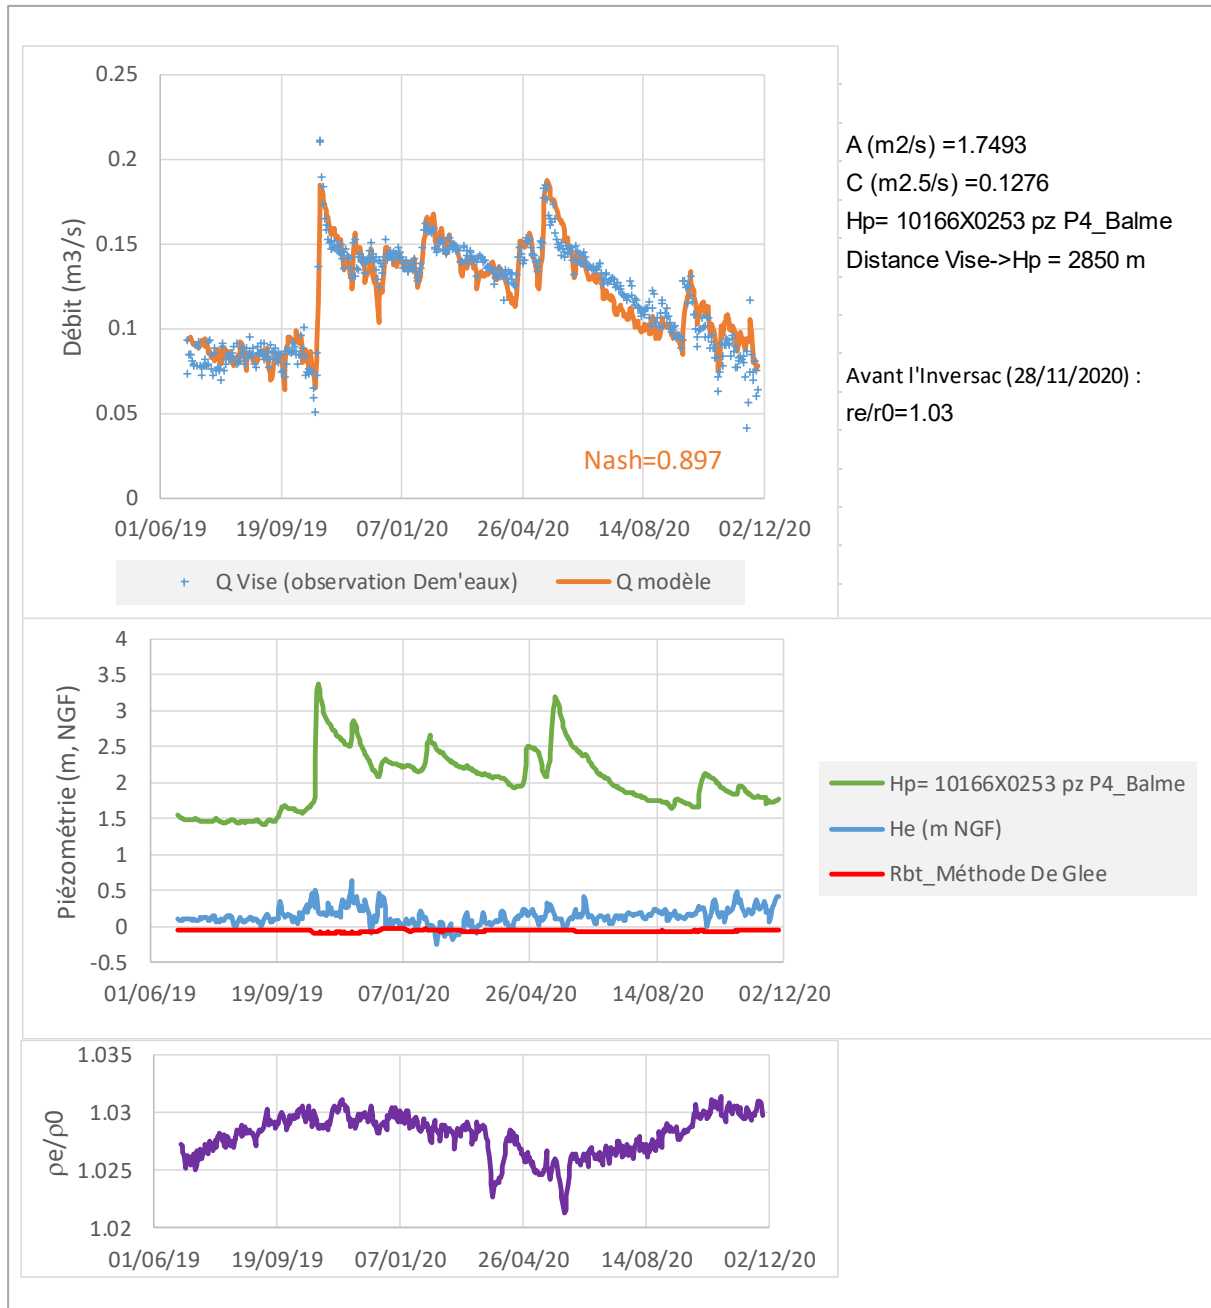 0.25
0.2
0.15
0.1
0.05
0
Débit (m3/s)
Nash=0.897
01/06/19 19/09/19 07/01/20 26/04/20 14/08/20 02/12/20
Q Vise (observation Dem'eaux) Q modèle
A (m2/s) =1.7493
C (m2.5/s) =0.1276
Hp= 10166X0253 pz P4_Balme
Distance Vise->Hp = 2850 m
Avant l'Inversac (28/11/2020) :
re/r0=1.03
4
3.5
3
2.5
2
1.5
1
0.5
0
-0.5
Piézométrie (m, NGF)
01/06/19 19/09/19 07/01/20 26/04/20 14/08/20 02/12/20
Hp= 10166X0253 pz P4_Balme
He (m NGF)
Rbt_Méthode De Glee
1.035
1.03
1.025
1.02
ρe/ρ0
01/06/19 19/09/19 07/01/20 26/04/20 14/08/20 02/12/20